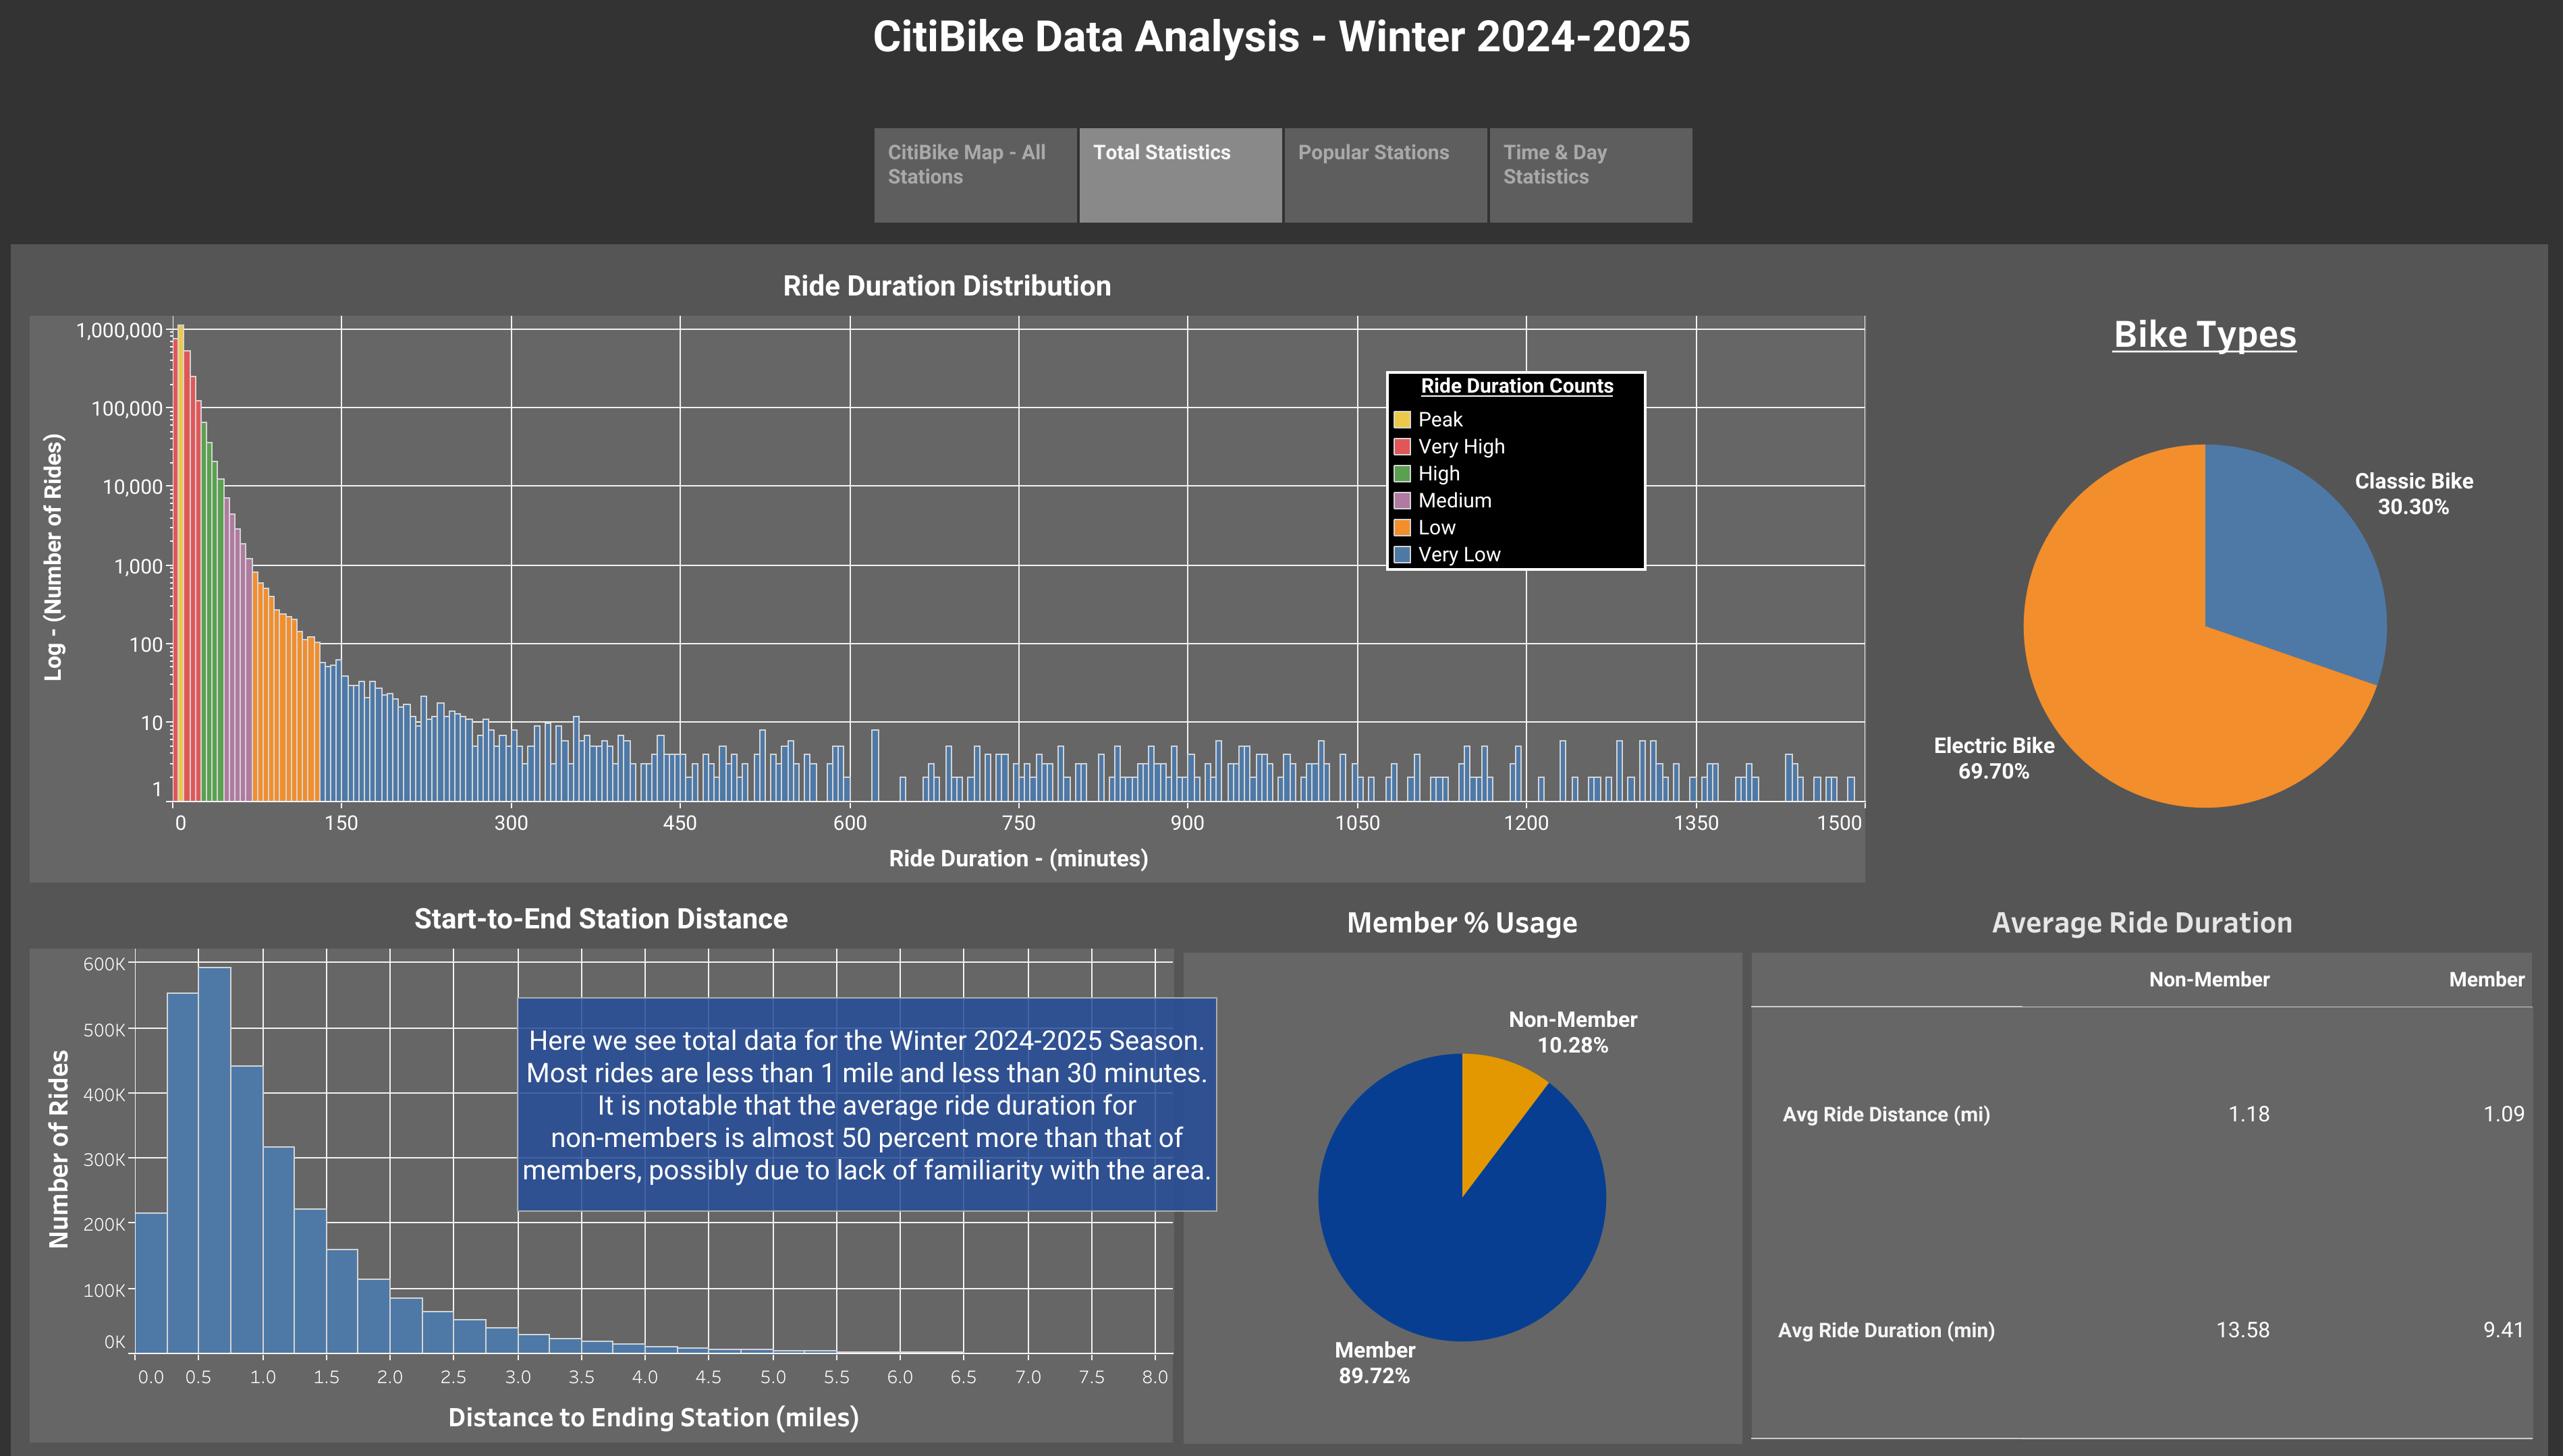 CitiBike Data Analysis - Winter 2024-2025
CitiBike Map - All
Stations
Total Statistics
Popular Stations
Time & Day
Statistics
Ride Duration Distribution
Log - (Number of Rides)
1,000,000
100,000
10,000
1,000
100
10
1
0
150
300
450
600
750
900
1050
1200
1350
1500
Ride Duration - (minutes)
Ride Duration Counts
Peak
Very High
High
Medium
Low
Very Low
Bike Types
Classic Bike
30.30%
Electric Bike
69.70%
Start-to-End Station Distance
Number of Rides
600K
500K
400K
300K
200K
100K
0K
0.0
0.5
1.0
1.5
2.0
2.5
3.0
3.5
4.0
4.5
5.0
5.5
6.0
6.5
7.0
7.5
8.0
Distance to Ending Station (miles)
Here we see total data for the Winter 2024-2025 Season.
Most rides are less than 1 mile and less than 30 minutes.
It is notable that the average ride duration for
non-members is almost 50 percent more than that of
members, possibly due to lack of familiarity with the area.
Member % Usage
Non-Member
10.28%
Member
89.72%
Average Ride Duration
Non-Member Member
Avg Ride Distance (mi) 1.18 1.09
Avg Ride Duration (min) 13.58 9.41